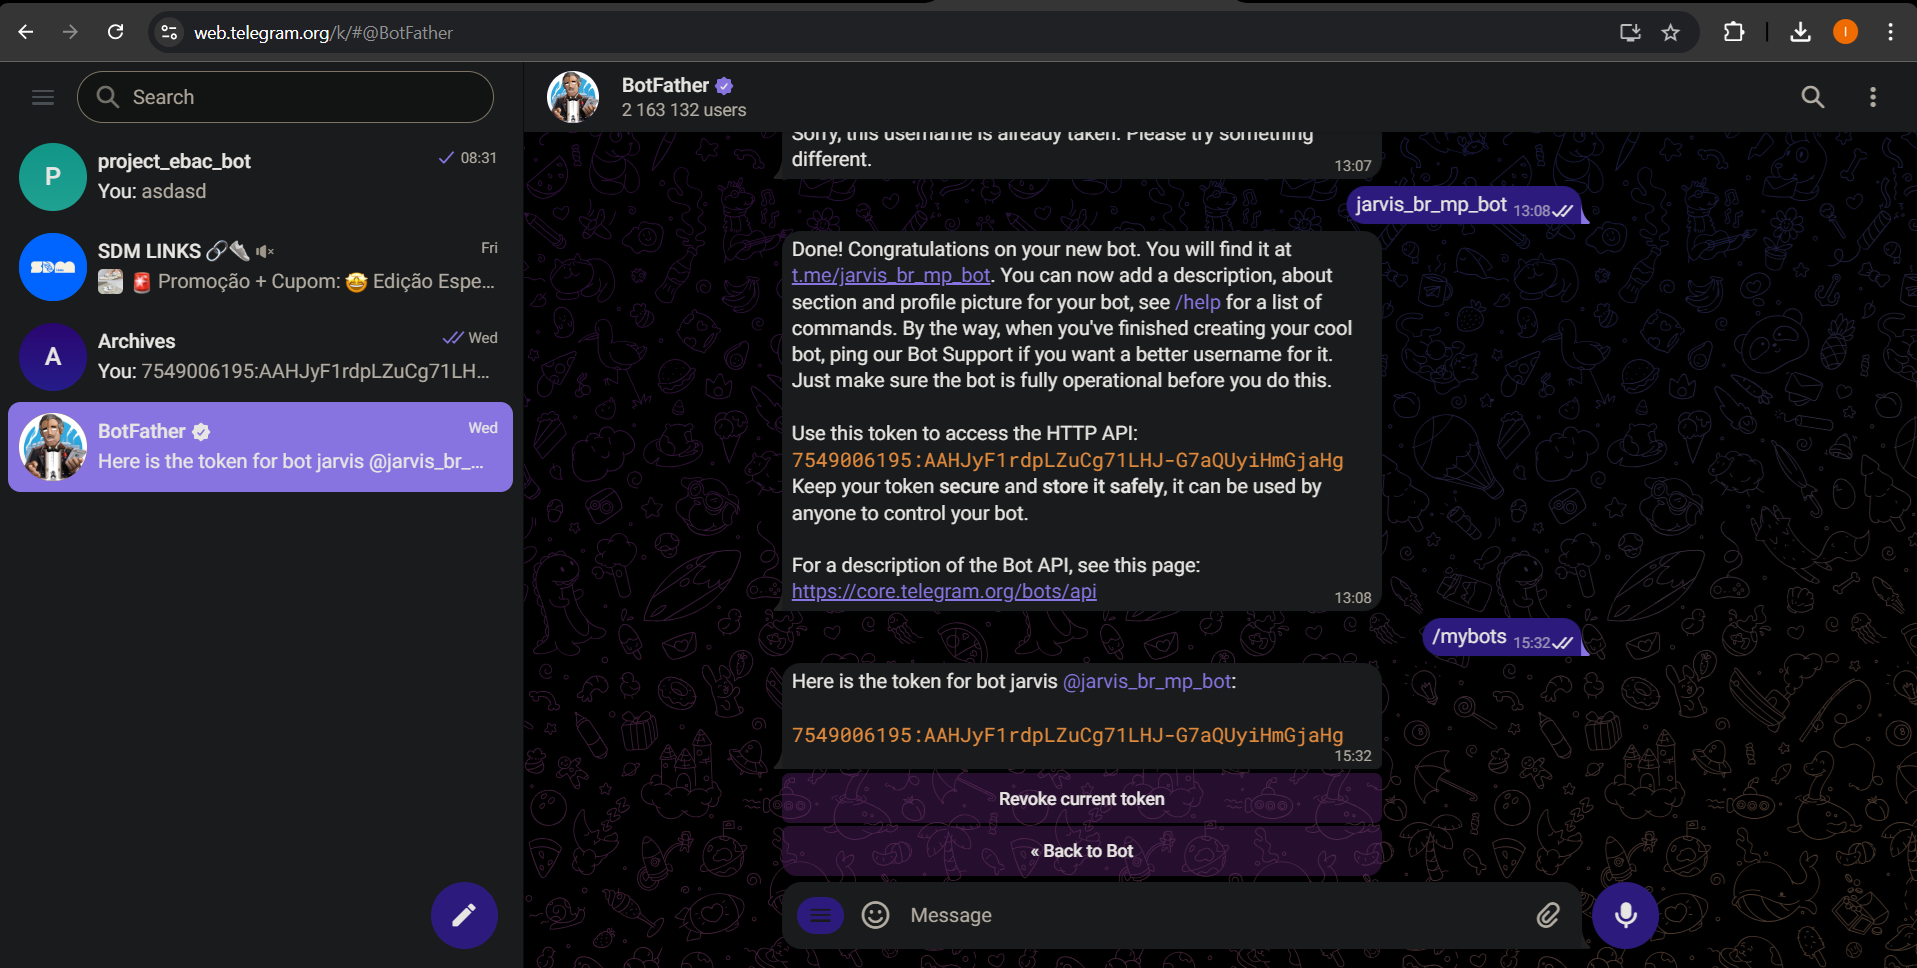 web.telegram.org/k/#@BotFather
I
Search
P
project_ebac_bot
08:31
You: asdasd
SDM LINKS
Fri
SDM
Promoção + Cupom: 🤩 Edição Espe...
A
Archives
Wed
You: 7549006195:AAHJyF1rdpLZuCg71LH...
BotFather
Wed
Here is the token for bot jarvis @jarvis_br_...
BotFather
2 163 132 users
Sorry, this username is already taken. Please try something
different.
13:07
jarvis_br_mp_bot 13:08
Done! Congratulations on your new bot. You will find it at
t.me/jarvis_br_mp_bot. You can now add a description, about
section and profile picture for your bot, see /help for a list of
commands. By the way, when you've finished creating your cool
bot, ping our Bot Support if you want a better username for it.
Just make sure the bot is fully operational before you do this.
Use this token to access the HTTP API:
7549006195:AAHJyF1rdpLZuCg71LHJ-G7aQUyiHmGjaHg
Keep your token secure and store it safely, it can be used by
anyone to control your bot.
For a description of the Bot API, see this page:
https://core.telegram.org/bots/api
13:08
/mybots 15:32
Here is the token for bot jarvis @jarvis_br_mp_bot:
7549006195:AAHJyF1rdpLZuCg71LHJ-G7aQUyiHmGjaHg
15:32
Revoke current token
« Back to Bot
Message